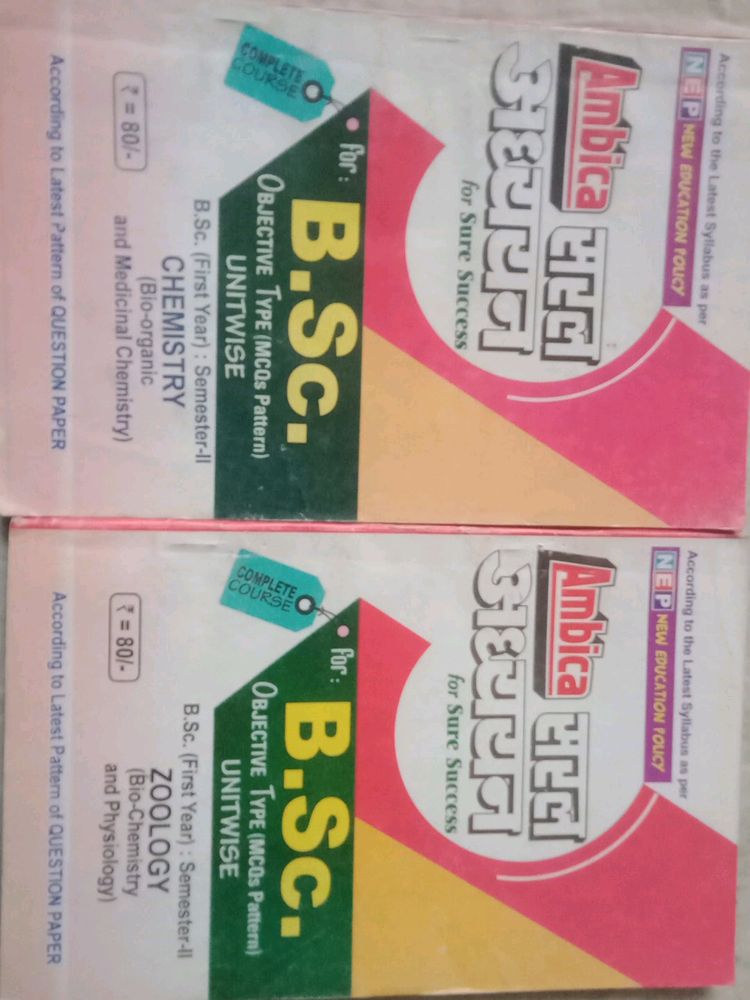 According to the Latest Syllabus as per
NEP NEW EDUCATION POLICY
Ambica
सरल
अध्ययन
for Sure Success
COMPLETE
COURSE
for :
B.Sc.
OBJECTIVE TYPE (MCQs Pattern)
UNITWISE
B.Sc. (First Year) : Semester-II
CHEMISTRY
(Bio-organic
and Medicinal Chemistry)
₹ = 80/-
According to Latest Pattern of QUESTION PAPER
According to the Latest Syllabus as per
NEP NEW EDUCATION POLICY
Ambica
सरल
अध्ययन
for Sure Success
COMPLETE
COURSE
for :
B.Sc.
OBJECTIVE TYPE (MCQs Pattern)
UNITWISE
B.Sc. (First Year) : Semester-II
ZOOLOGY
(Bio-Chemistry
and Physiology)
₹ = 80/-
According to Latest Pattern of QUESTION PAPER